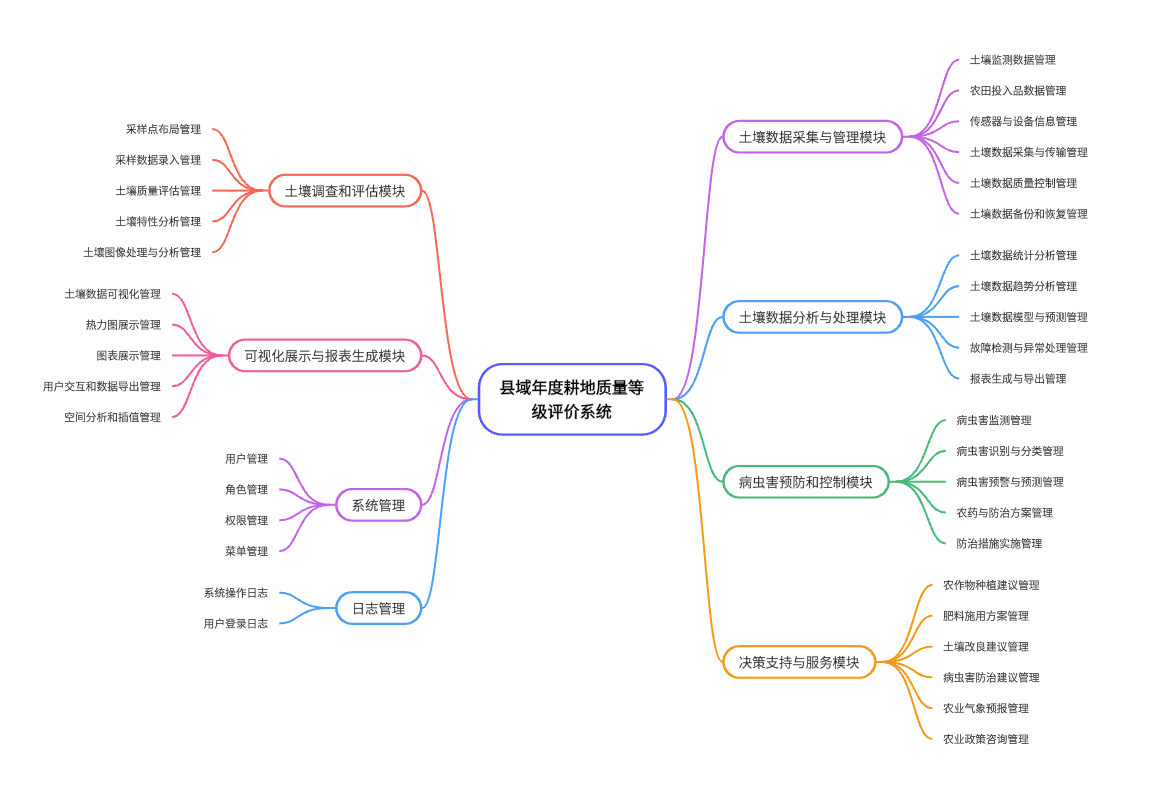 县域年度耕地质量等
级评价系统
土壤数据采集与管理模块
土壤监测数据管理
农田投入品数据管理
传感器与设备信息管理
土壤数据采集与传输管理
土壤数据质量控制管理
土壤数据备份和恢复管理
土壤数据分析与处理模块
土壤数据统计分析管理
土壤数据趋势分析管理
土壤数据模型与预测管理
故障检测与异常处理管理
报表生成与导出管理
病虫害预防和控制模块
病虫害监测管理
病虫害识别与分类管理
病虫害预警与预测管理
农药与防治方案管理
防治措施实施管理
决策支持与服务模块
农作物种植建议管理
肥料施用方案管理
土壤改良建议管理
病虫害防治建议管理
农业气象预报管理
农业政策咨询管理
土壤调查和评估模块
采样点布局管理
采样数据录入管理
土壤质量评估管理
土壤特性分析管理
土壤图像处理与分析管理
可视化展示与报表生成模块
土壤数据可视化管理
热力图展示管理
图表展示管理
用户交互和数据导出管理
空间分析和插值管理
系统管理
用户管理
角色管理
权限管理
菜单管理
日志管理
系统操作日志
用户登录日志